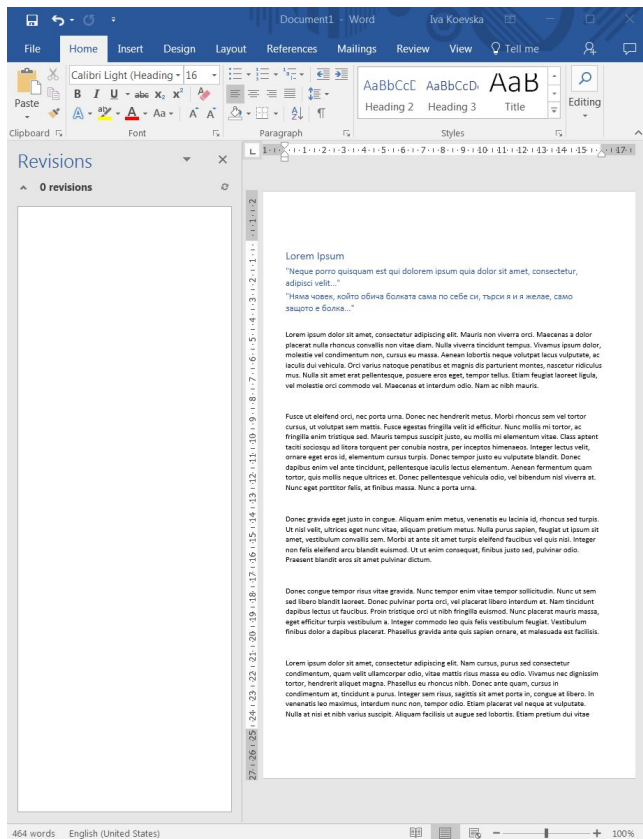 Document1 - Word
Iva Koevska
File Home Insert Design Layout References Mailings Review View Tell me
Calibri Light (Heading 16
Paste
B I U abc X₂ X²
Aa
AaBbCcC AaBbCcD AaB
Heading 2 Heading 3 Title
Editing
Clipboard Font Paragraph Styles
Revisions
0 revisions
Lorem Ipsum
"Neque porro quisquam est qui dolorem ipsum quia dolor sit amet, consectetur,
adipisci velit..."
"Няма човек, който обича болката сама по себе си, търси я и я желае, само
защото е болка..."
Lorem ipsum dolor sit amet, consectetur adipiscing elit. Mauris non viverra orci. Maecenas a dolor
placerat nulla rhoncus convallis non vitae diam. Nulla viverra tincidunt tempus. Vivamus ipsum dolor,
molestie vel condimentum non, cursus eu massa. Aenean lobortis neque volutpat lacus vulputate, ac
iaculis dui vehicula. Orci varius natoque penatibus et magnis dis parturient montes, nascetur ridiculus
mus. Nulla sit amet erat pellentesque, posuere eros eget, tempor tellus. Etiam feugiat laoreet ligula,
vel molestie orci commodo vel. Maecenas et interdum odio. Nam ac nibh mauris.
Fusce ut eleifend orci, nec porta urna. Donec nec hendrerit metus. Morbi rhoncus sem vel tortor
cursus, ut volutpat sem mattis. Fusce egestas fringilla velit id efficitur. Nunc mollis mi tortor, ac
fringilla enim tristique sed. Mauris tempus suscipit justo, eu mollis mi elementum vitae. Class aptent
taciti sociosqu ad litora torquent per conubia nostra, per inceptos himenaeos. Integer lectus velit,
ornare eget eros id, elementum cursus turpis. Donec tempor justo eu vulputate blandit. Donec
dapibus enim vel ante tincidunt, pellentesque iaculis lectus elementum. Aenean fermentum quam
tortor, quis mollis neque ultrices et. Donec pellentesque vehicula odio, vel bibendum nisl viverra at.
Nunc eget porttitor felis, at finibus massa. Nunc a porta urna.
Donec gravida eget justo in congue. Aliquam enim metus, venenatis eu lacinia id, rhoncus sed turpis.
Ut nisl velit, ultrices eget nunc vitae, aliquam pretium metus. Nulla purus sapien, feugiat ut ipsum sit
amet, vestibulum convallis sem. Morbi at ante sit amet turpis eleifend faucibus vel quis nisi. Integer
non felis eleifend arcu blandit euismod. Ut ut enim consequat, finibus justo sed, pulvinar odio.
Praesent blandit eros sit amet pulvinar dictum.
Donec congue tempor risus vitae gravida. Nunc tempor enim vitae tempor sollicitudin. Nunc ut sem
sed libero blandit laoreet. Donec pulvinar porta orci, vel placerat libero interdum et. Nam tincidunt
dapibus lectus ut faucibus. Proin tristique orci ut nibh fringilla euismod. Nunc placerat mauris massa,
eget efficitur turpis vestibulum a. Integer commodo leo quis felis vestibulum feugiat. Vestibulum
finibus dolor a dapibus placerat. Phasellus gravida ante quis sapien ornare, et malesuada est facilisis.
Lorem ipsum dolor sit amet, consectetur adipiscing elit. Nam cursus, purus sed consectetur
condimentum, quam velit ullamcorper odio, vitae mattis risus massa eu odio. Vivamus nec dignissim
tortor, hendrerit aliquet magna. Phasellus eu rhoncus nibh. Donec ante quam, cursus in
condimentum at, tincidunt a purus. Integer sem risus, sagittis sit amet porta in, congue at libero. In
venenatis leo maximus, interdum nunc non, tempor odio. Etiam placerat vel neque at vulputate.
Nulla at nisi et nibh varius suscipit. Aliquam facilisis ut augue sed lobortis. Etiam pretium dui vitae
464 words English (United States) 100%